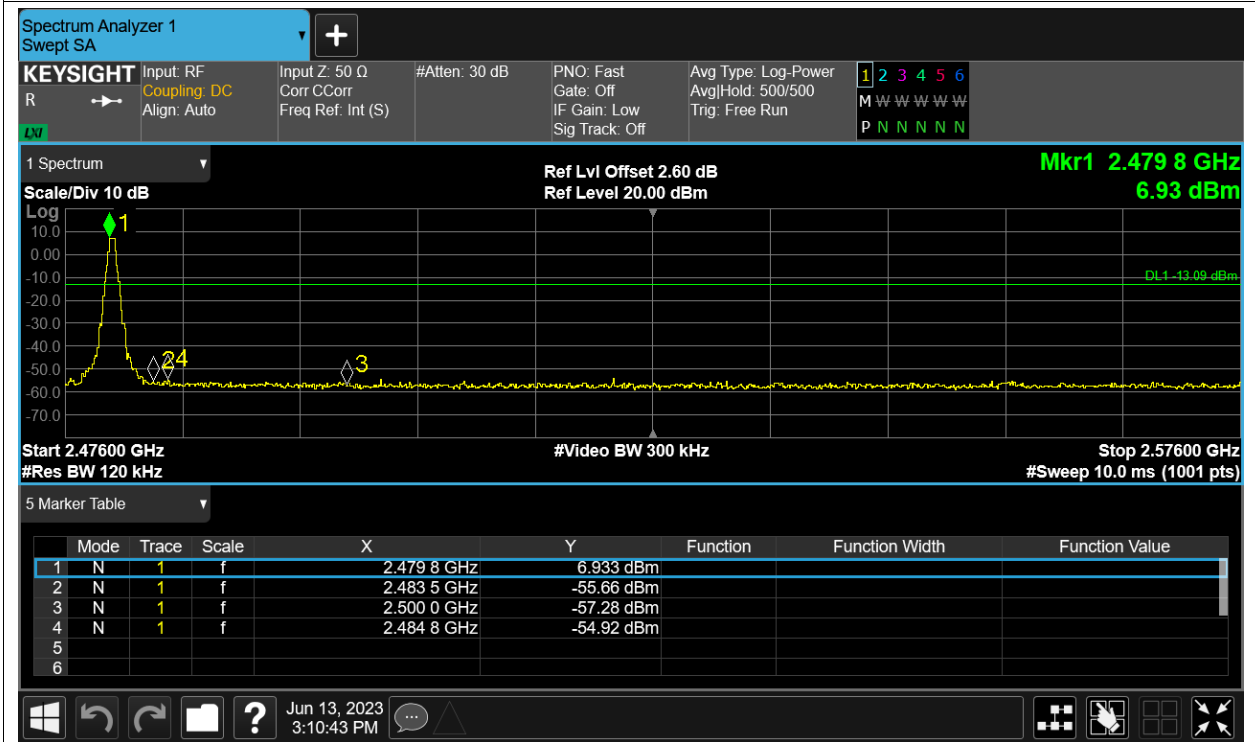 Spectrum Analyzer 1
Swept SA
+
KEYSIGHT Input: RF Input Z: 50 Ω #Atten: 30 dB PNO: Fast Avg Type: Log-Power 1 2 3 4 5 6
R Coupling: DC Corr CCorr Gate: Off Avg|Hold: 500/500 M W W W W W
Align: Auto Freq Ref: Int (S) IF Gain: Low Trig: Free Run
LXI Sig Track: Off P N N N N N
1 Spectrum Ref Lvl Offset 2.60 dB Mkr1 2.479 8 GHz
Scale/Div 10 dB Ref Level 20.00 dBm 6.93 dBm
Log
1
10.0
0.00
-10.0 DL1 -13.09 dBm
-20.0
-30.0
-40.0
24 3
-50.0
-60.0
-70.0
Start 2.47600 GHz #Video BW 300 kHz Stop 2.57600 GHz
#Res BW 120 kHz #Sweep 10.0 ms (1001 pts)
5 Marker Table
Mode Trace Scale X Y Function Function Width Function Value
1 N 1 f 2.479 8 GHz 6.933 dBm
2 N 1 f 2.483 5 GHz -55.66 dBm
3 N 1 f 2.500 0 GHz -57.28 dBm
4 N 1 f 2.484 8 GHz -54.92 dBm
5
6
? Jun 13, 2023
3:10:43 PM